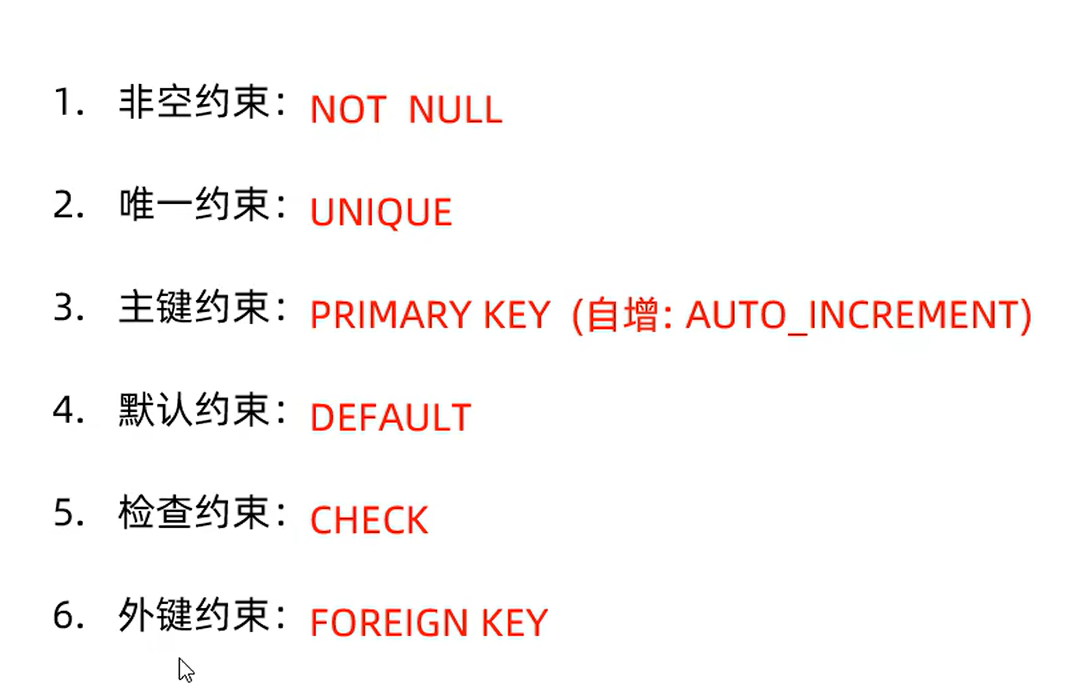 1. 非空约束：NOT NULL
2. 唯一约束：UNIQUE
3. 主键约束：PRIMARY KEY (自增: AUTO_INCREMENT)
4. 默认约束：DEFAULT
5. 检查约束：CHECK
6. 外键约束：FOREIGN KEY